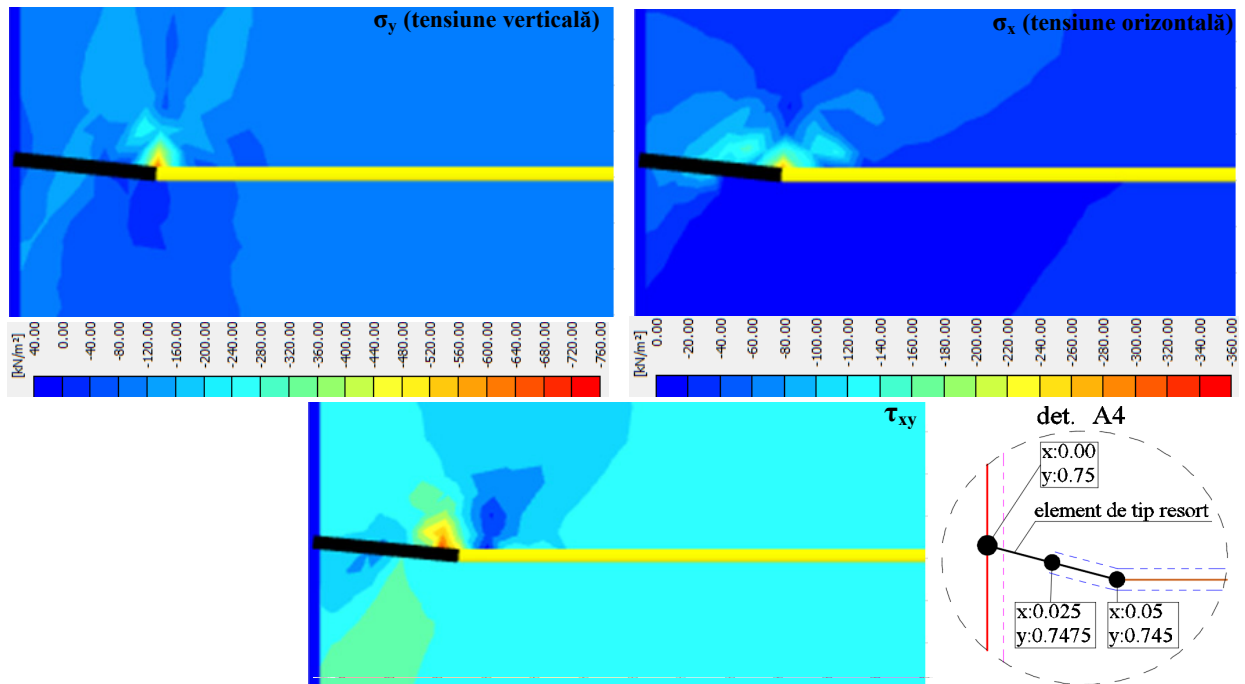 σy (tensiune verticală)
σx (tensiune orizontală)
[kN/m²] 40.00 0.00 -40.00 -80.00 -120.00 -160.00 -200.00 -240.00 -280.00 -320.00 -360.00 -400.00 -440.00 -480.00 -520.00 -560.00 -600.00 -640.00 -680.00 -720.00 -760.00
[kN/m²] 0.00 -20.00 -40.00 -60.00 -80.00 -100.00 -120.00 -140.00 -160.00 -180.00 -200.00 -220.00 -240.00 -260.00 -280.00 -300.00 -320.00 -340.00 -360.00
τxy
det. A4
x:0.00
y:0.75
element de tip resort
x:0.025
y:0.7475
x:0.05
y:0.745